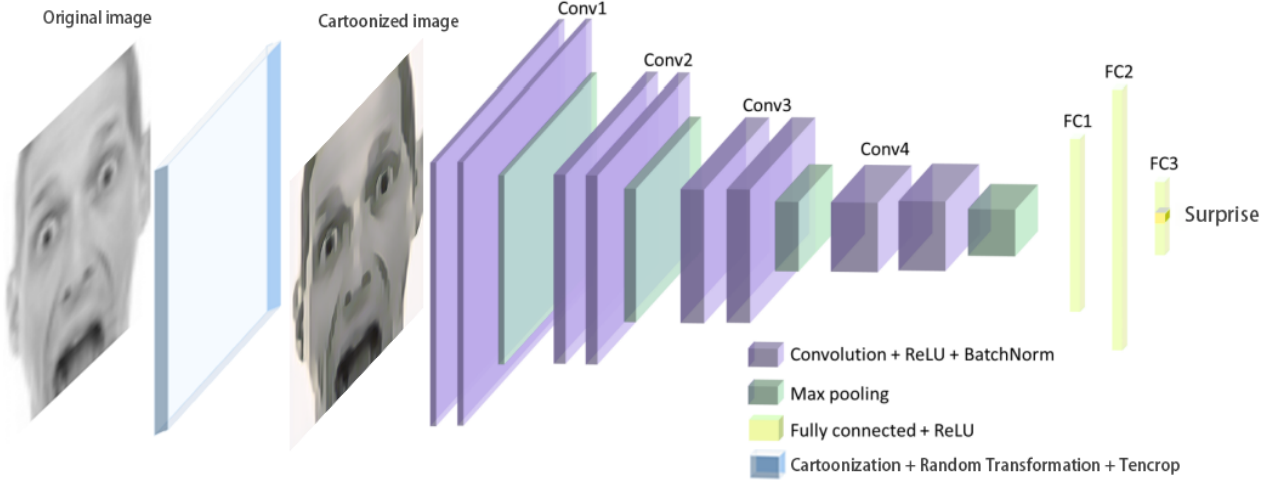 Original image
Cartoonized image
Conv1
Conv2
Conv3
Conv4
FC1
FC2
FC3
Surprise
Convolution + ReLU + BatchNorm
Max pooling
Fully connected + ReLU
Cartoonization + Random Transformation + Tencrop